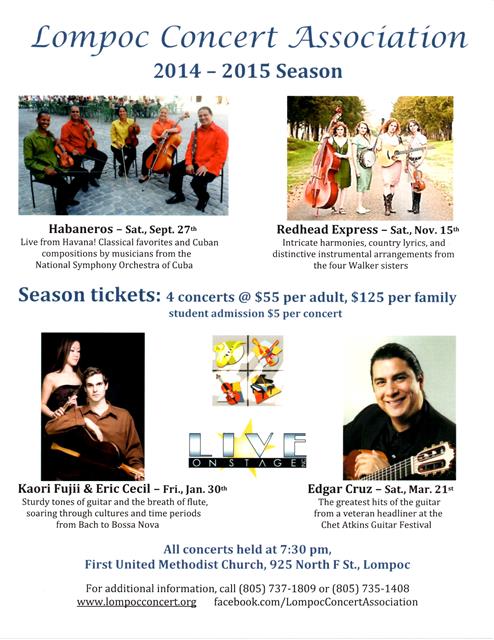 Lompoc Concert Association
2014 – 2015 Season
Habaneros – Sat., Sept. 27th
Live from Havana! Classical favorites and Cuban
compositions by musicians from the
National Symphony Orchestra of Cuba
Redhead Express – Sat., Nov. 15th
Intricate harmonies, country lyrics, and
distinctive instrumental arrangements from
the four Walker sisters
Season tickets: 4 concerts @ $55 per adult, $125 per family
student admission $5 per concert
LIVE
ON STAGE INC
Kaori Fujii & Eric Cecil – Fri., Jan. 30th
Sturdy tones of guitar and the breath of flute,
soaring through cultures and time periods
from Bach to Bossa Nova
Edgar Cruz – Sat., Mar. 21st
The greatest hits of the guitar
from a veteran headliner at the
Chet Atkins Guitar Festival
All concerts held at 7:30 pm,
First United Methodist Church, 925 North F St., Lompoc
For additional information, call (805) 737-1809 or (805) 735-1408
www.lompocconcert.org facebook.com/LompocConcertAssociation